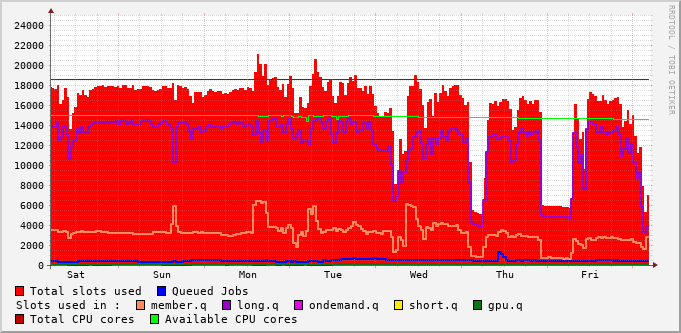 RRDTOOL / TOBI OETIKER
24000
22000
20000
18000
16000
14000
12000
10000
8000
6000
4000
2000
0
Sat Sun Mon Tue Wed Thu Fri
Total slots used Queued Jobs
Slots used in : member.q long.q ondemand.q short.q gpu.q
Total CPU cores Available CPU cores